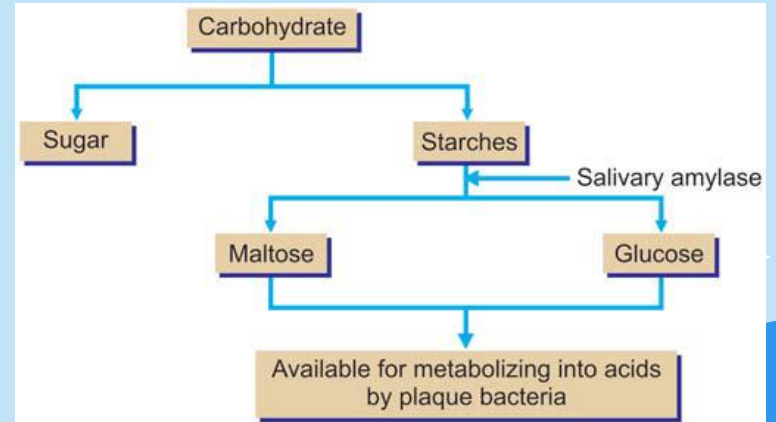 Carbohydrate
Sugar
Starches
Salivary amylase
Maltose
Glucose
Available for metabolizing into acids
by plaque bacteria